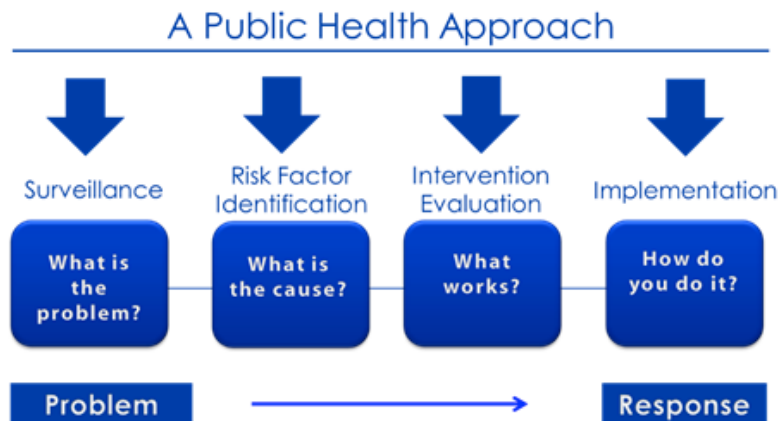 A Public Health Approach
Surveillance
Risk Factor
Identification
Intervention
Evaluation
Implementation
What is
the
problem?
What is
the cause?
What
works?
How do
you do it?
Problem
Response